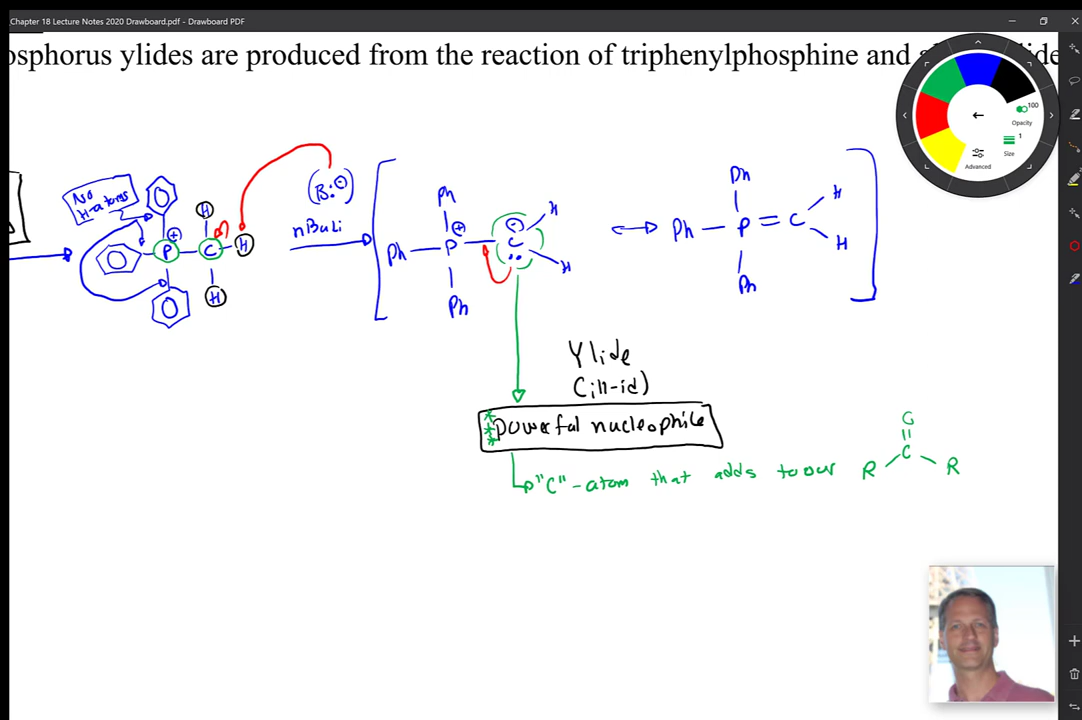 Chapter 18 Lecture Notes 2020 Drawboard.pdf - Drawboard PDF
osphorus ylides are produced from the reaction of triphenylphosphine and
100
Opacity
1
Size
Advanced
No
H-atoms
P ⊕ C H H H
(B:⊖)
nBuLi
Ph Ph P ⊕ Ph C ⊖ H H
Ph Ph P = C Ph H H
Ylide
(ill-id)
*** powerful nucleophile
"C" - atom that adds to our R C R